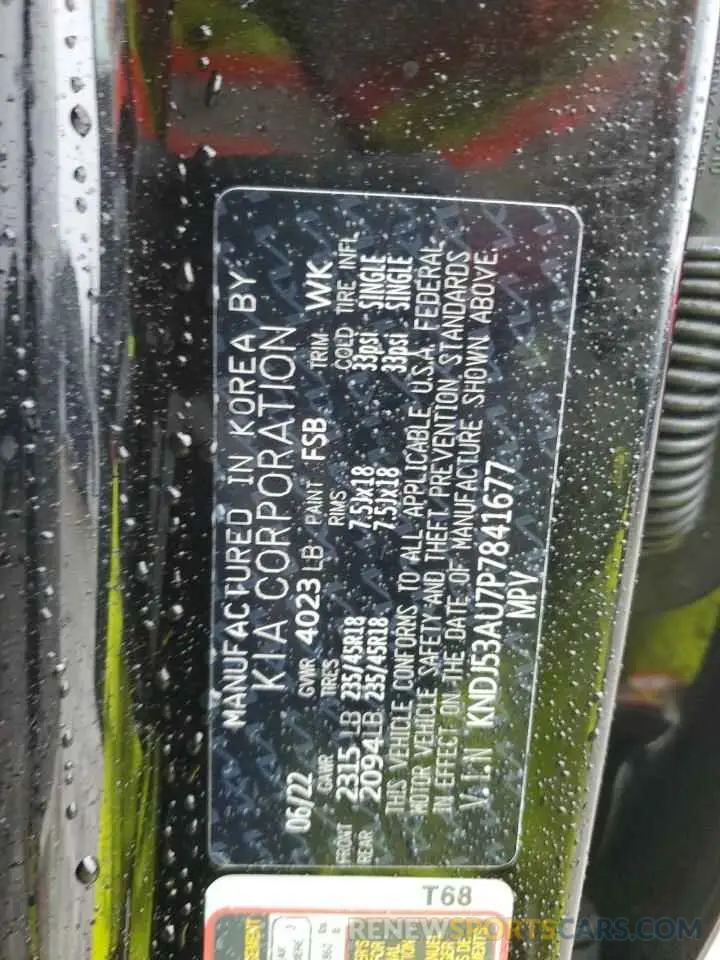 MANUFACTURED IN KOREA BY
KIA CORPORATION
06/22 GVWR 4023 LB PAINT FSB TRIM WK
GAWR TIRES RIMS COLD TIRE INFL
FRONT 2315 LB 235/45R18 7.5Jx18 33psi - SINGLE
REAR 2094 LB 235/45R18 7.5Jx18 33psi SINGLE
THIS VEHICLE CONFORMS TO ALL APPLICABLE U.S.A. FEDERAL
MOTOR VEHICLE SAFETY AND THEFT PREVENTION STANDARDS
IN EFFECT ON THE DATE OF MANUFACTURE SHOWN ABOVE.
V.I.N KNDJ53AU7P7841677
MPV
T68
RENEWSPORTSCARS.COM